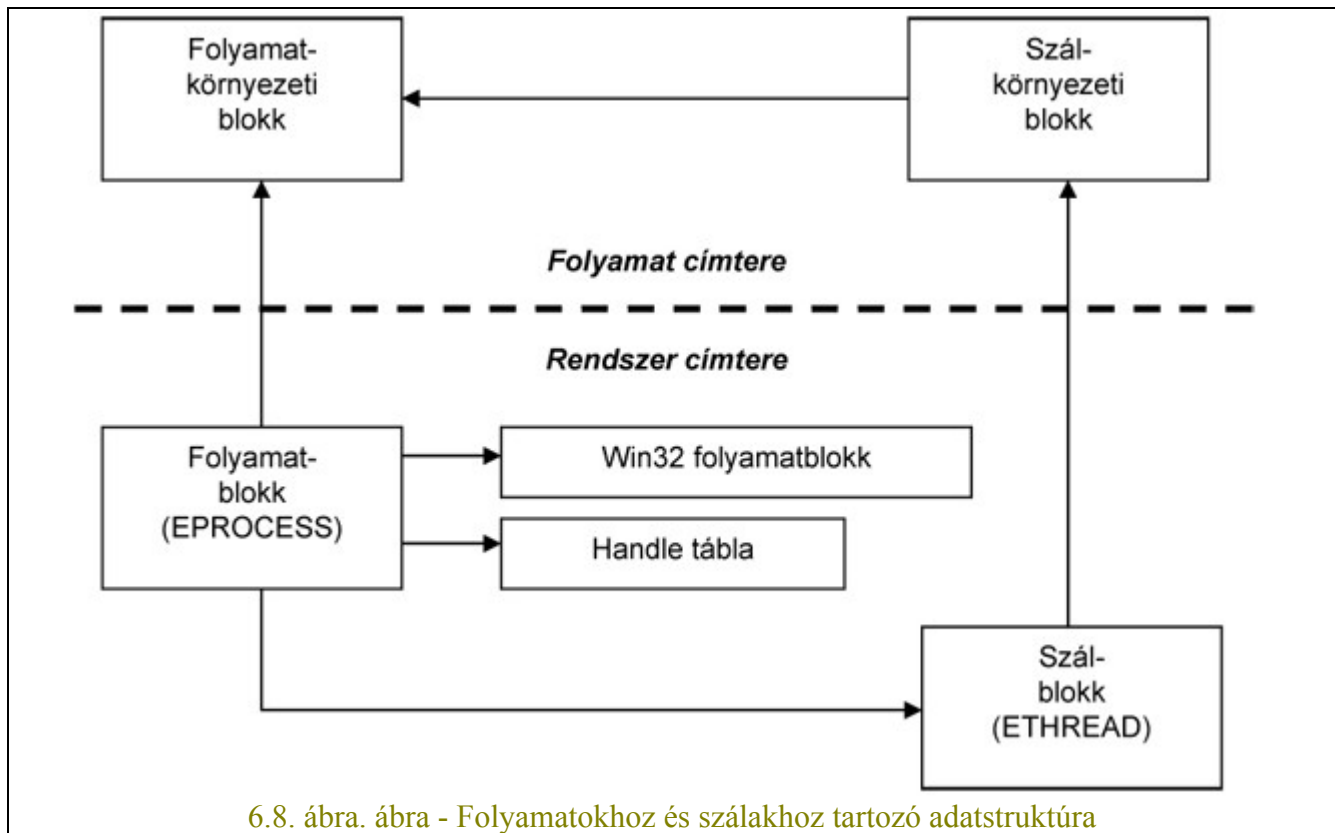 Folyamat-
környezeti
blokk
Szál-
környezeti
blokk
Folyamat címtere
Rendszer címtere
Folyamat-
blokk
(EPROCESS)
Win32 folyamatblokk
Handle tábla
Szál-
blokk
(ETHREAD)
6.8. ábra. ábra - Folyamatokhoz és szálakhoz tartozó adatstruktúra